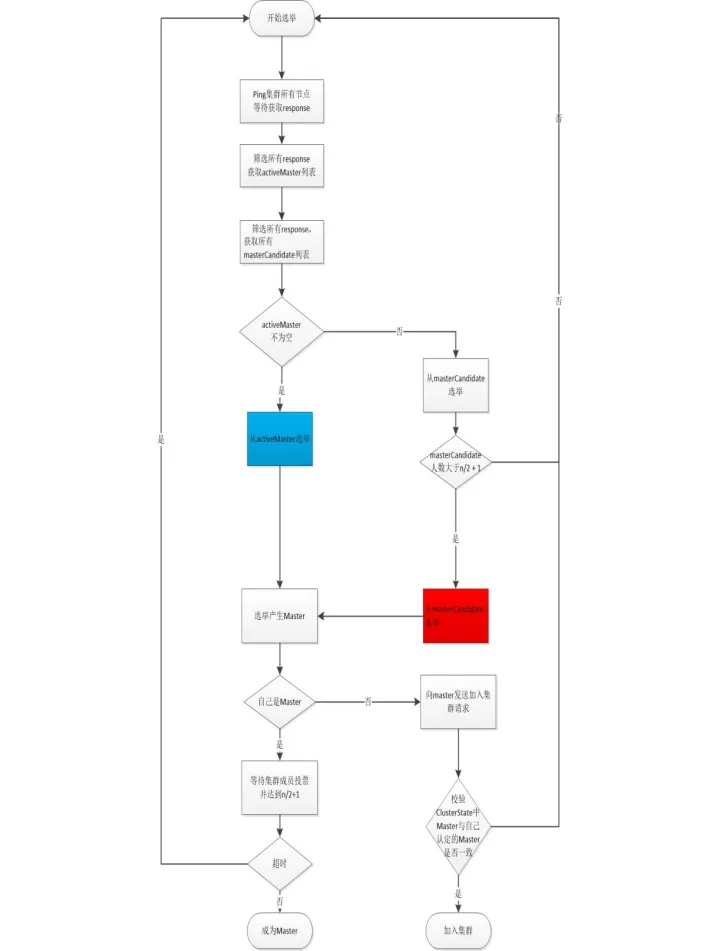 开始选举
否
Ping集群所有节点
等待获取response
筛选所有response
获取activeMaster列表
筛选所有response,
获取所有
masterCandidate列表
否
activeMaster
不为空
否
是
从masterCandidate
选举
是
从activeMaster选举
masterCandidate
人数大于n/2+1
是
选举产生Master
从masterCandidate
选举
自己是Master
否
向master发送加入集
群请求
是
等待集群成员投票
并达到n/2+1
校验
ClusterState中
Master与自己
认定的Master
是否一致
超时
否
是
成为Master
加入集群